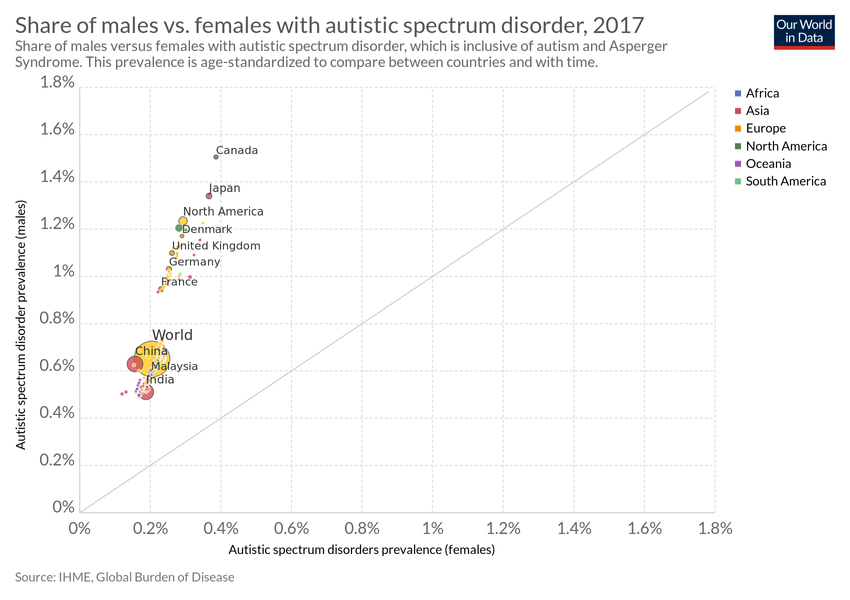 Share of males vs. females with autistic spectrum disorder, 2017
Our World
in Data
Share of males versus females with autistic spectrum disorder, which is inclusive of autism and Asperger
Syndrome. This prevalence is age-standardized to compare between countries and with time.
1.8%
1.6%
1.4%
1.2%
1%
0.8%
0.6%
0.4%
0.2%
0%
Autistic spectrum disorder prevalence (males)
Canada
Japan
North America
Denmark
United Kingdom
Germany
France
World
China
Malaysia
India
Africa
Asia
Europe
North America
Oceania
South America
0%
0.2%
0.4%
0.6%
0.8%
1%
1.2%
1.4%
1.6%
1.8%
Autistic spectrum disorders prevalence (females)
Source: IHME, Global Burden of Disease